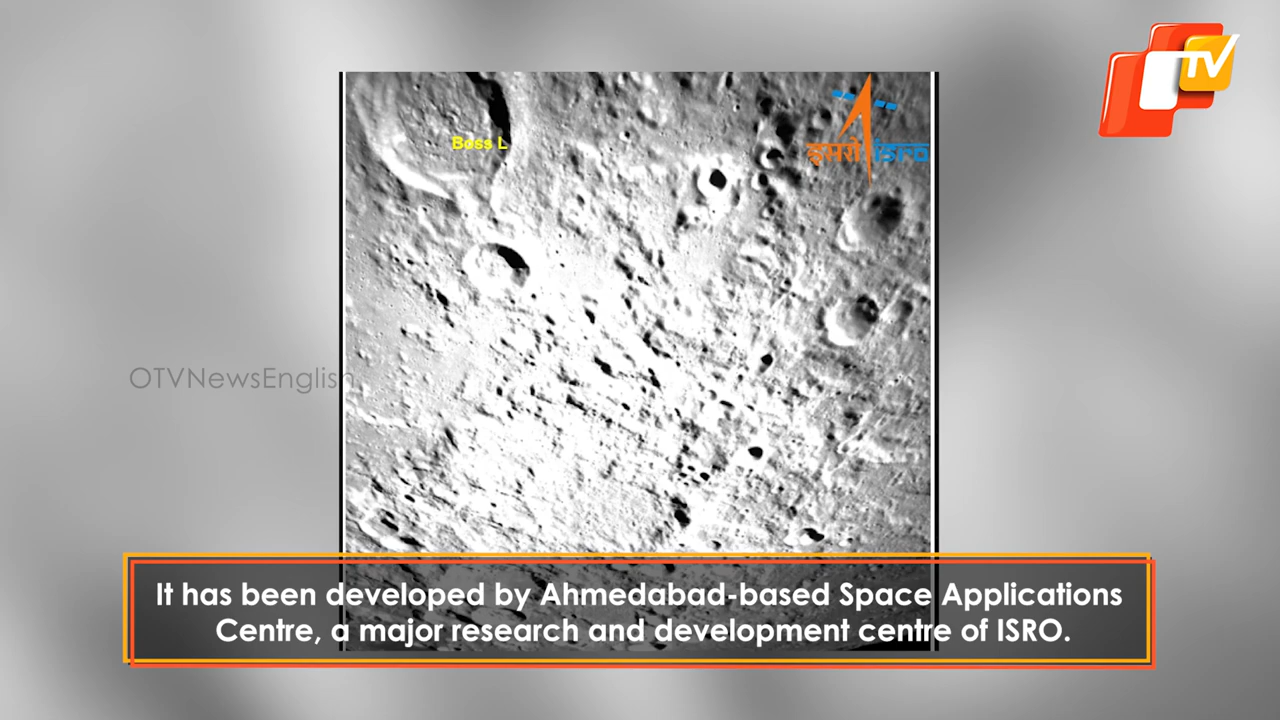 TV
Boss L
इसरो isro
OTVNewsEnglish
It has been developed by Ahmedabad-based Space Applications
Centre, a major research and development centre of ISRO.